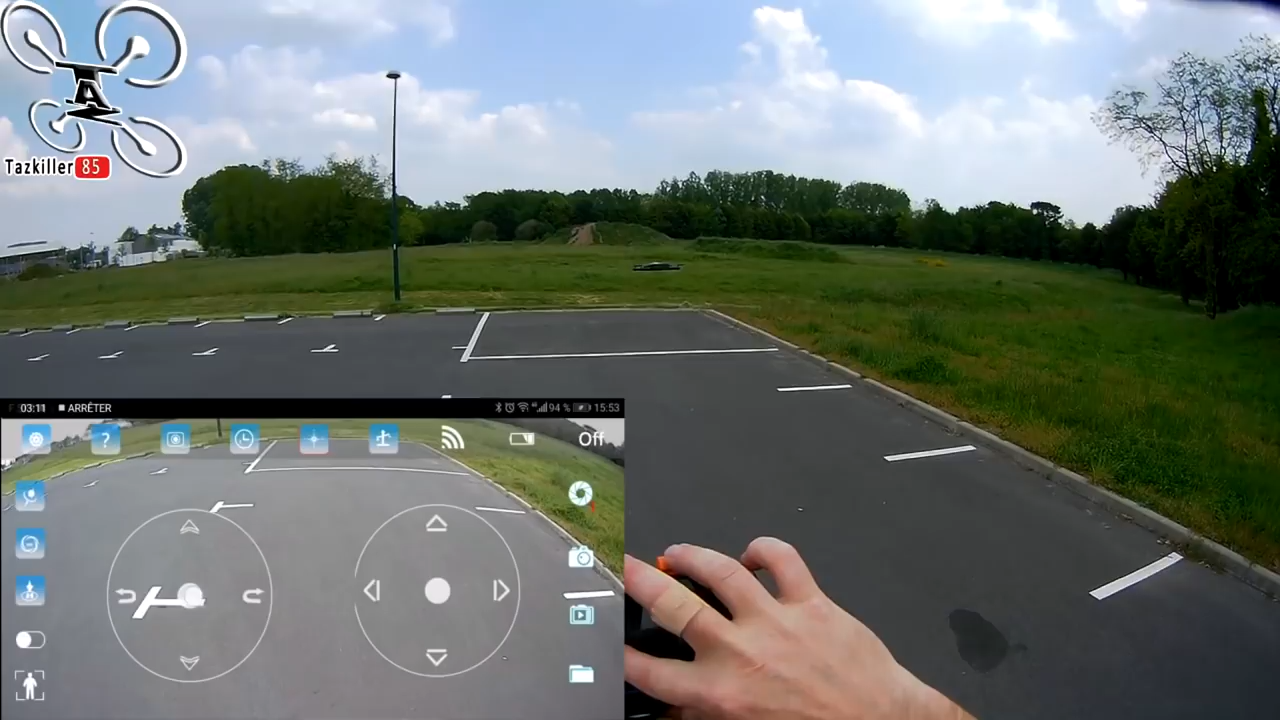 A
Tazkiller 85
03:11 ■ ARRÊTER
94 % 15:53
?
Off